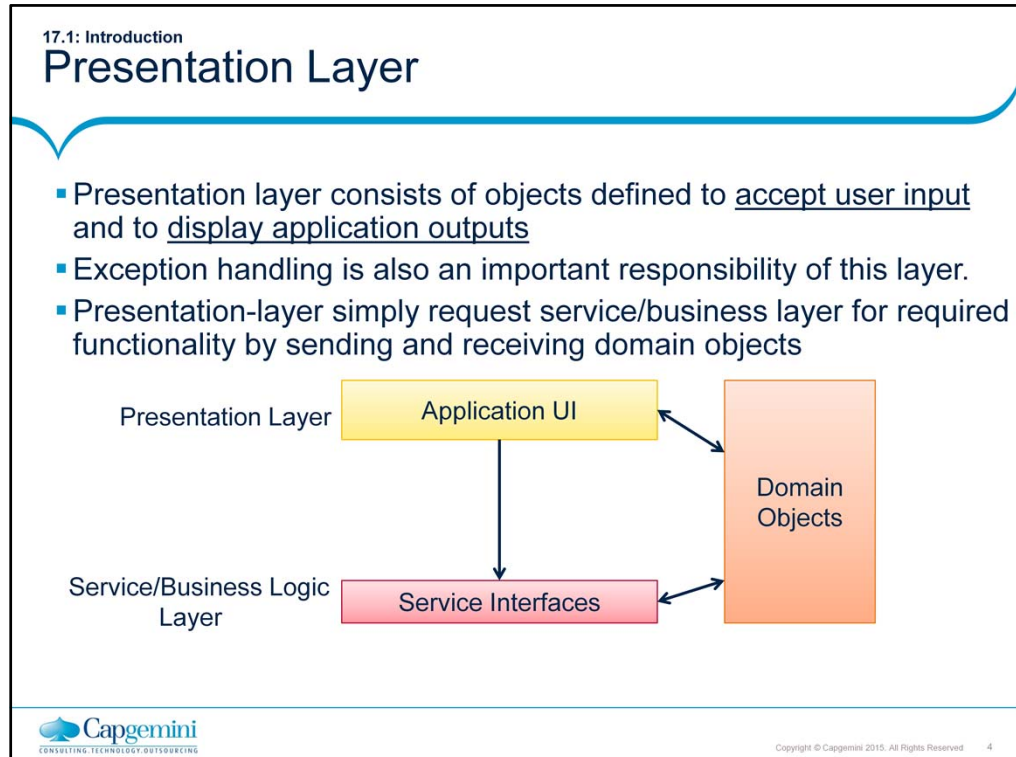 17.1: Introduction
Presentation Layer
▪ Presentation layer consists of objects defined to accept user input
and to display application outputs
▪ Exception handling is also an important responsibility of this layer.
▪ Presentation-layer simply request service/business layer for required
functionality by sending and receiving domain objects
Presentation Layer
Application UI
Domain
Objects
Service/Business Logic
Layer
Service Interfaces
Capgemini
CONSULTING.TECHNOLOGY.OUTSOURCING
Copyright © Capgemini 2015. All Rights Reserved 4